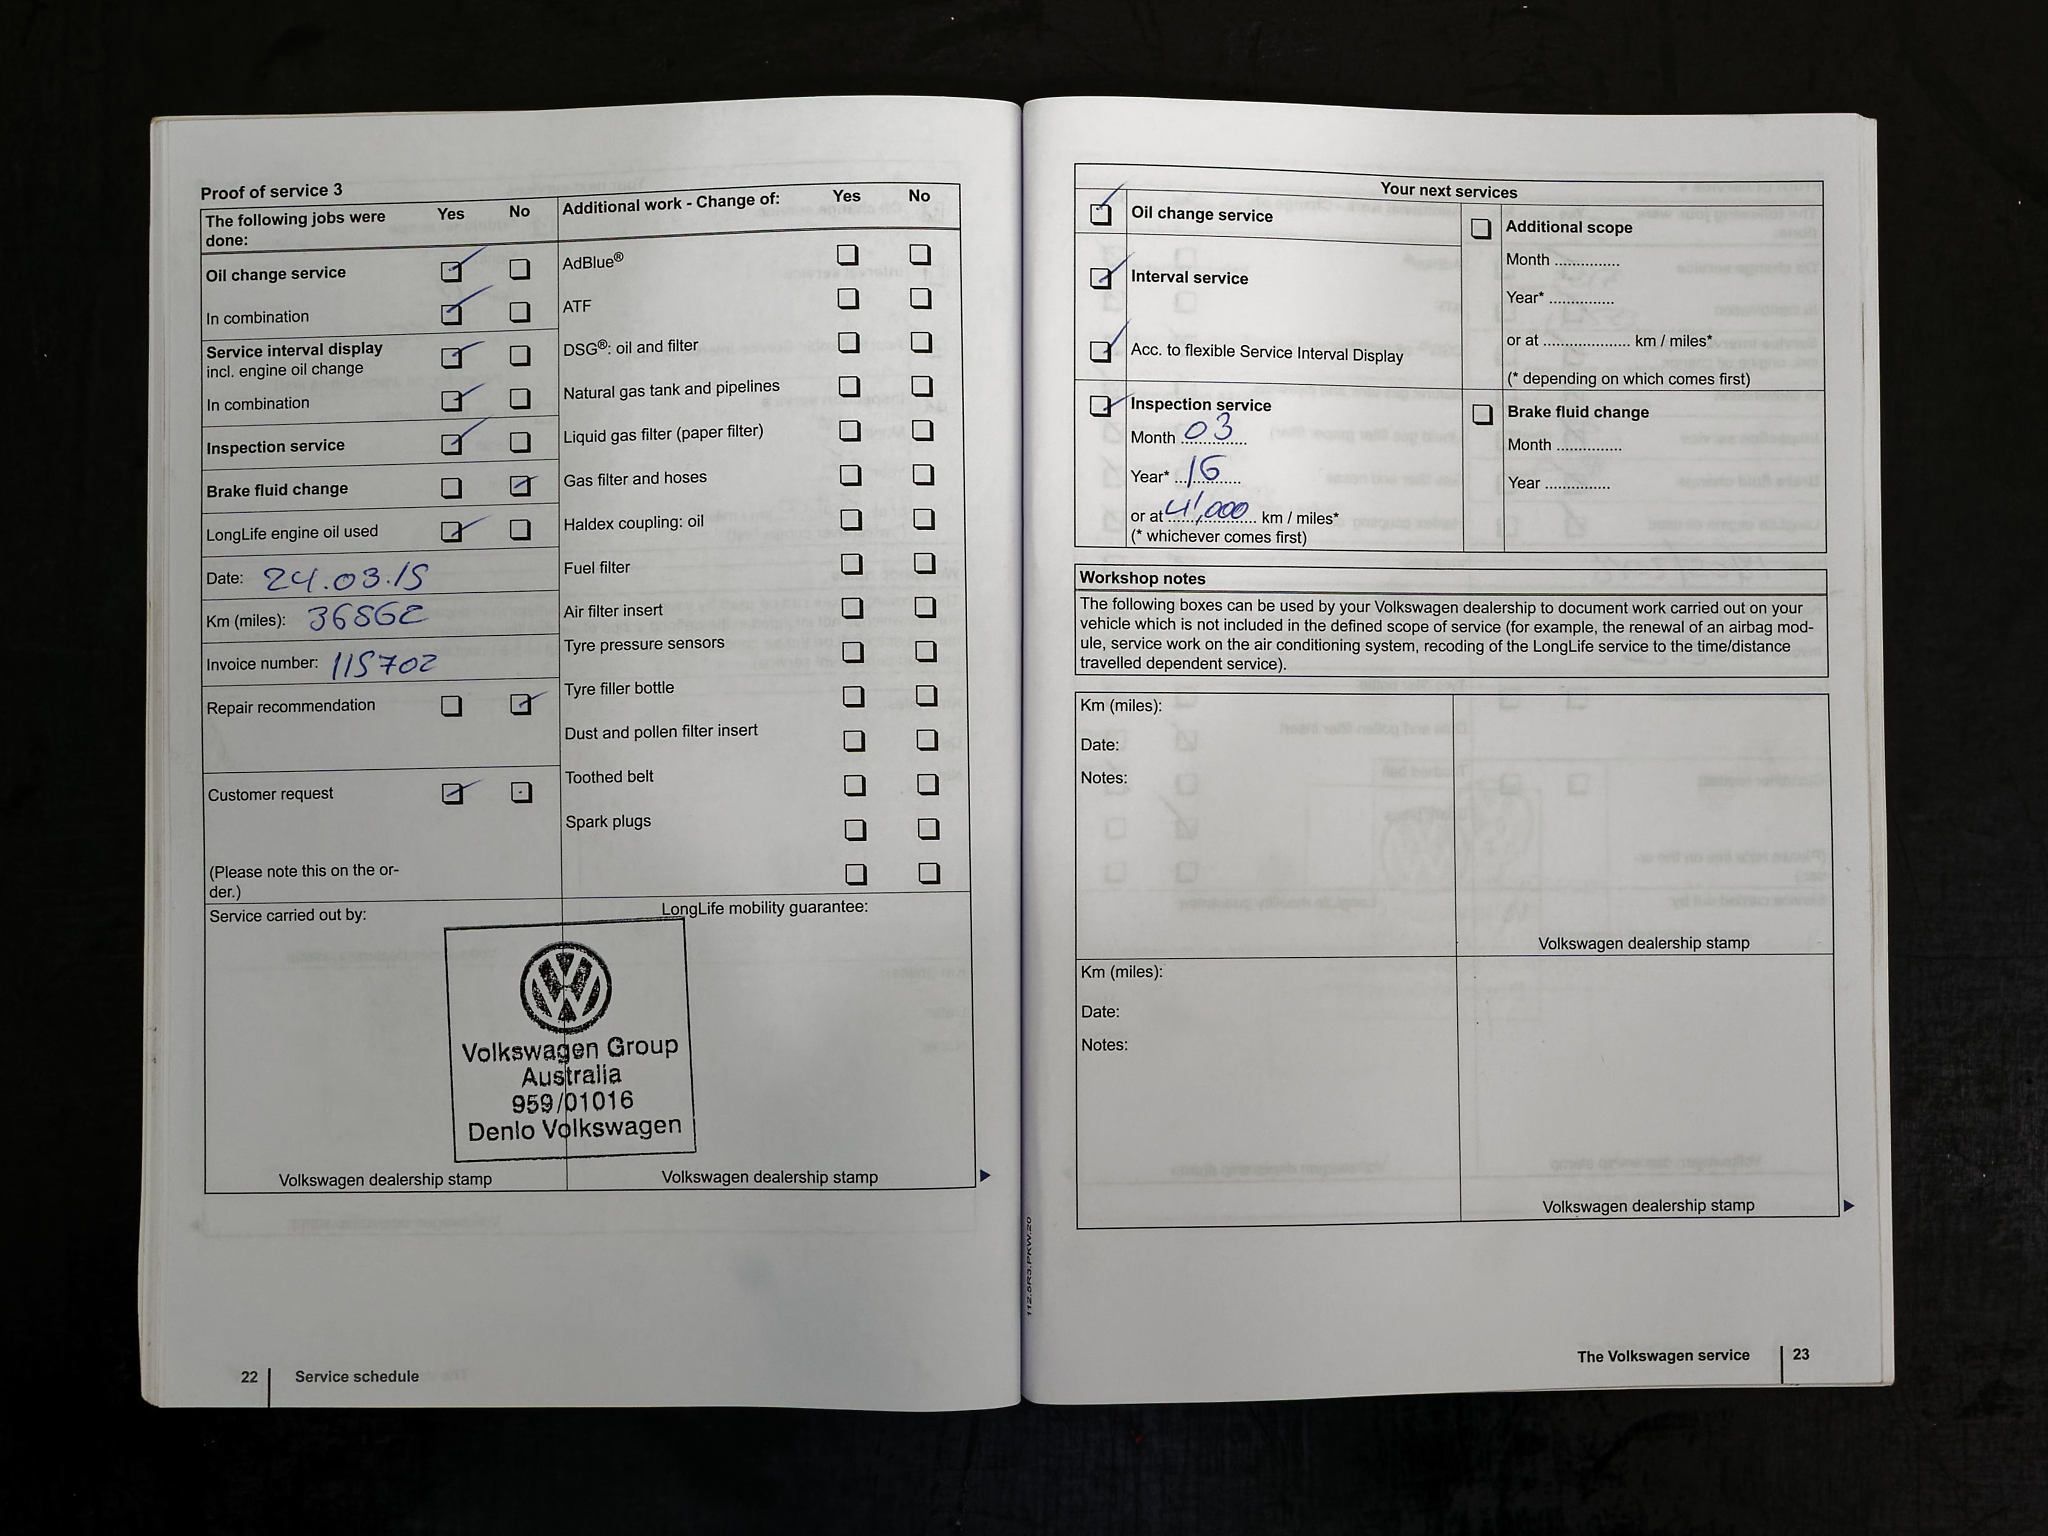 Proof of service 3
The following jobs were
done:
Yes No
Oil change service
In combination
Service interval display
incl. engine oil change
In combination
Inspection service
Brake fluid change
LongLife engine oil used
Date: 24.03.15
Km (miles): 36862
Invoice number: 115702
Repair recommendation
Customer request
(Please note this on the or-
der.)
Additional work - Change of: Yes No
AdBlue®
ATF
DSG®: oil and filter
Natural gas tank and pipelines
Liquid gas filter (paper filter)
Gas filter and hoses
Haldex coupling: oil
Fuel filter
Air filter insert
Tyre pressure sensors
Tyre filler bottle
Dust and pollen filter insert
Toothed belt
Spark plugs
Service carried out by:
LongLife mobility guarantee:
Volkswagen Group
Australia
959/01016
Denlo Volkswagen
Volkswagen dealership stamp
Volkswagen dealership stamp
22 Service schedule
112.5R3.PKW.20
Your next services
Oil change service
Interval service
Acc. to flexible Service Interval Display
Inspection service
Month 03
Year* 16
or at 41,000 km / miles*
(* whichever comes first)
Additional scope
Month ..............
Year* ..............
or at ................... km / miles*
(* depending on which comes first)
Brake fluid change
Month ..............
Year ..............
Workshop notes
The following boxes can be used by your Volkswagen dealership to document work carried out on your
vehicle which is not included in the defined scope of service (for example, the renewal of an airbag mod-
ule, service work on the air conditioning system, recoding of the LongLife service to the time/distance
travelled dependent service).
Km (miles):
Date:
Notes:
Volkswagen dealership stamp
Km (miles):
Date:
Notes:
Volkswagen dealership stamp
The Volkswagen service 23